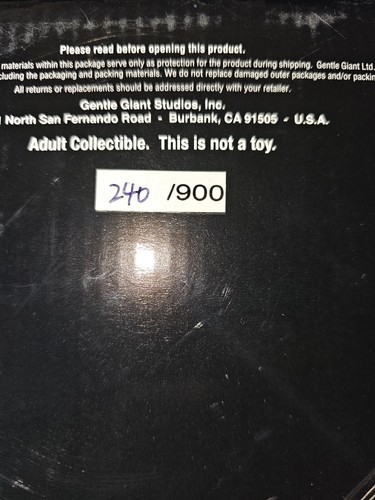 Please read before opening this product.
materials within this package serve only as protection for the product during shipping. Gentle Giant Ltd.
cluding the packaging and packing materials. We do not replace damaged outer packages and/or packin
All returns or replacements should be addressed directly with your retailer.
Gentle Giant Studios, Inc.
North San Fernando Road • Burbank, CA 91505 • U.S.A.
Adult Collectible. This is not a toy.
240 /900